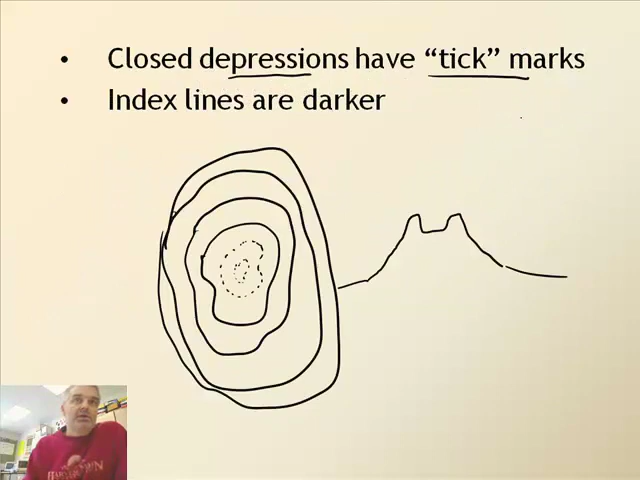 • Closed depressions have “tick” marks
• Index lines are darker